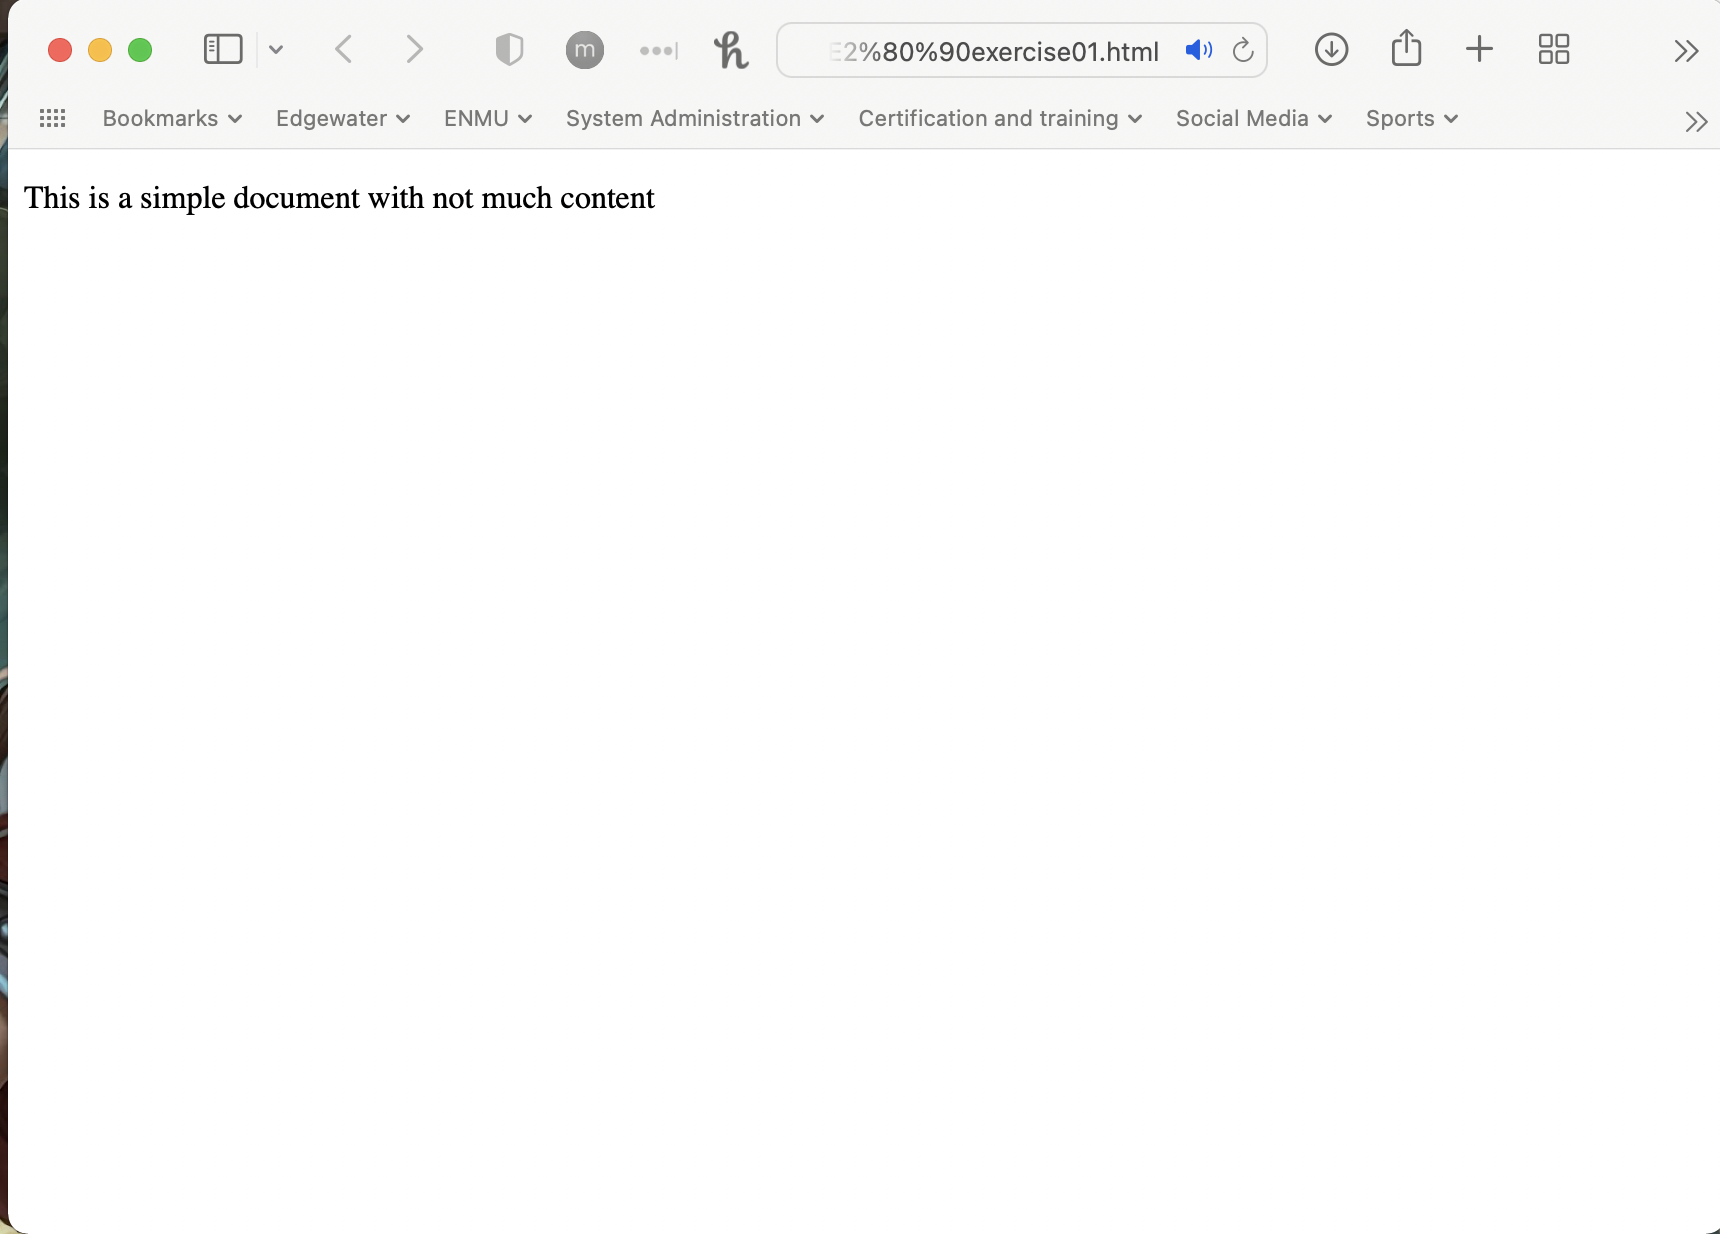 m
h
E2%80%90exercise01.html
Bookmarks Edgewater ENMU System Administration Certification and training Social Media Sports
This is a simple document with not much content